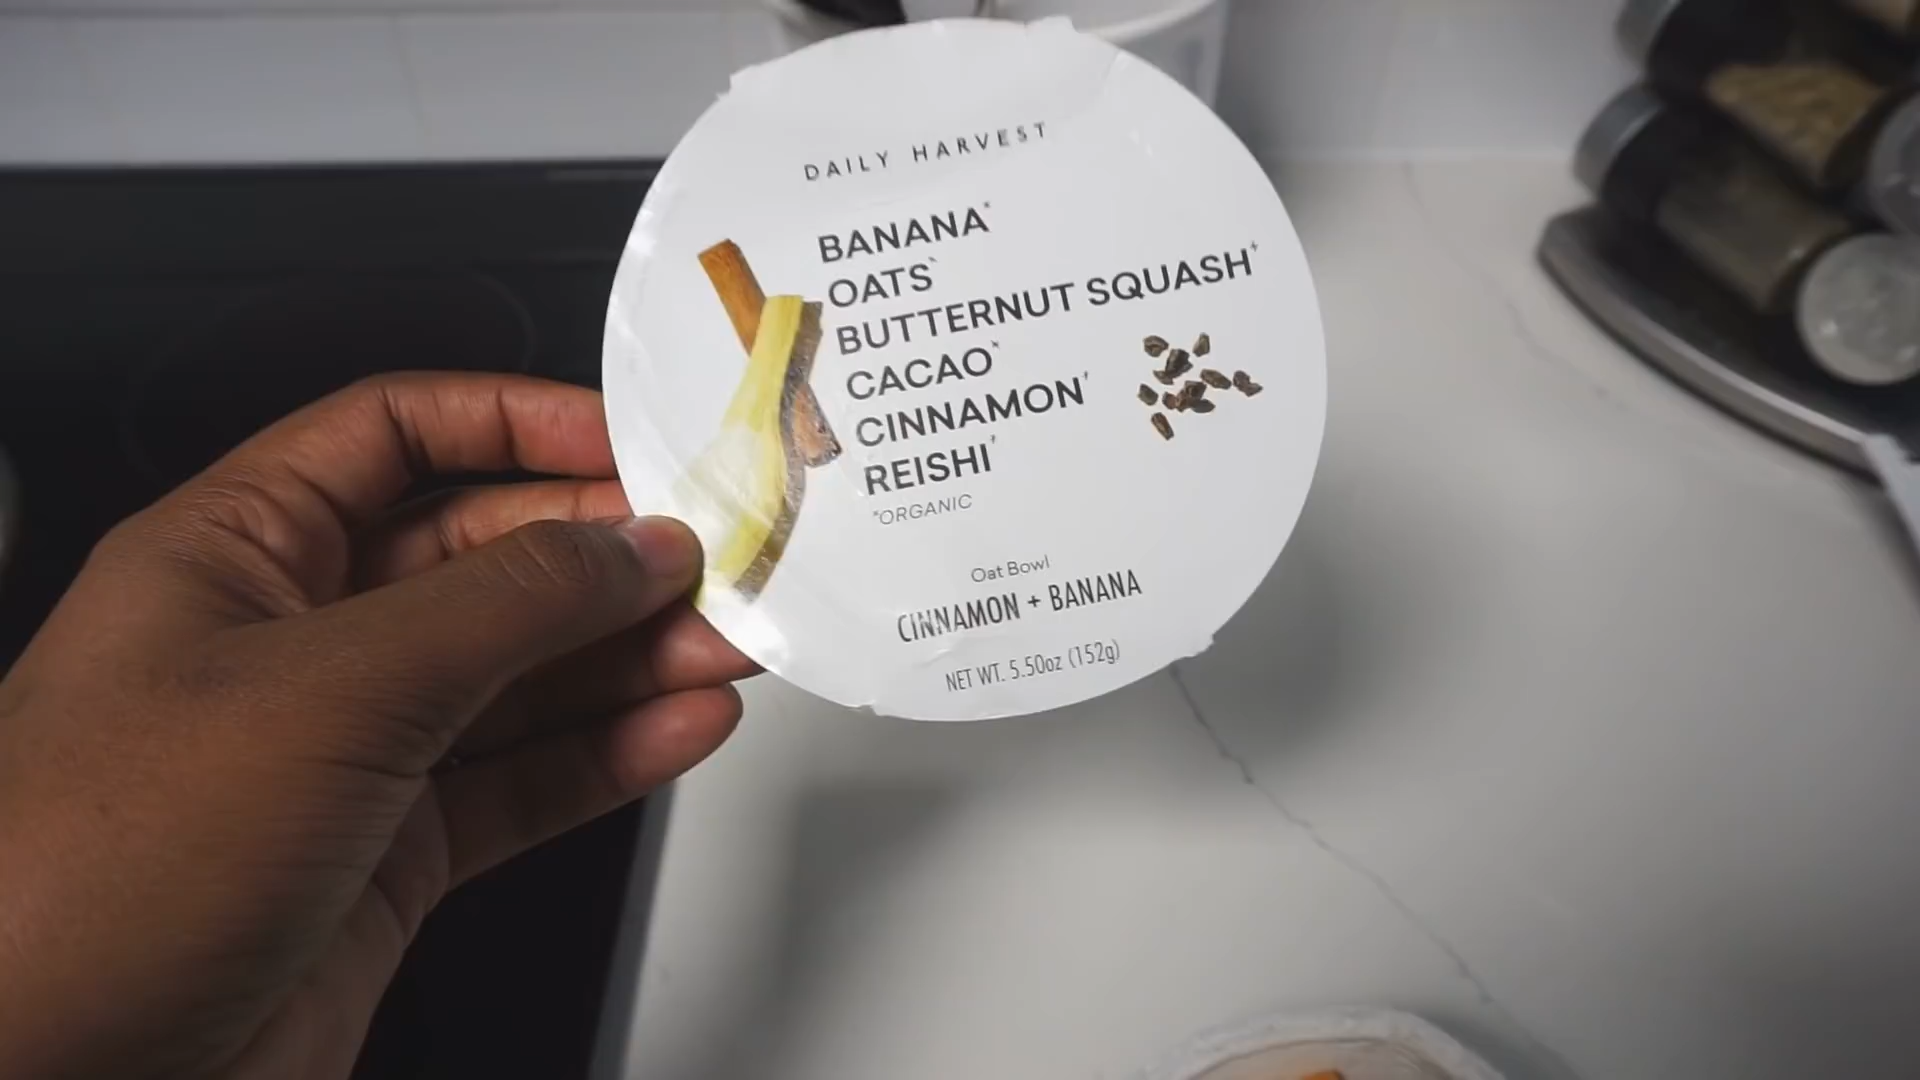 DAILY HARVEST
BANANA*
OATS*
BUTTERNUT SQUASH*
CACAO*
CINNAMON*
REISHI*
*ORGANIC
Oat Bowl
CINNAMON + BANANA
NET WT. 5.50oz (152g)